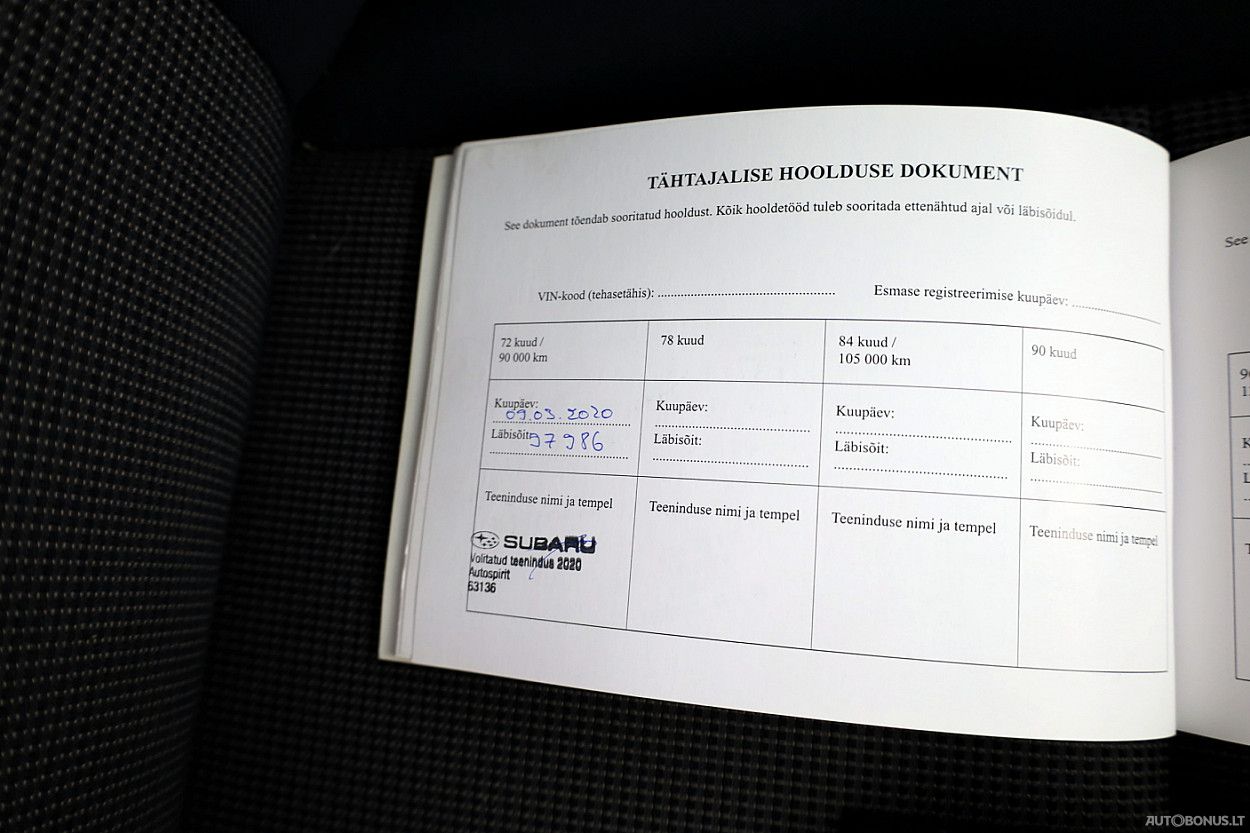 TÄHTAJALISE HOOLDUSE DOKUMENT
See dokument tõendab sooritatud hooldust. Kõik hooldetööd tuleb sooritada ettenähtud ajal või läbisõidul.
See
VIN-kood (tehasetähis): ........................ Esmase registreerimise kuupäev: ........................
72 kuud /
90 000 km
78 kuud
84 kuud /
105 000 km
90 kuud
Kuupäev:
09.03.2020
Läbisõit:
97986
Kuupäev:
Läbisõit:
Kuupäev:
Läbisõit:
Kuupäev:
Läbisõit:
Teeninduse nimi ja tempel
SUBARU
Volitatud teenindus 2020
Autospirit
63136
Teeninduse nimi ja tempel
Teeninduse nimi ja tempel
Teeninduse nimi ja tempel
AUTOBONUS.LT